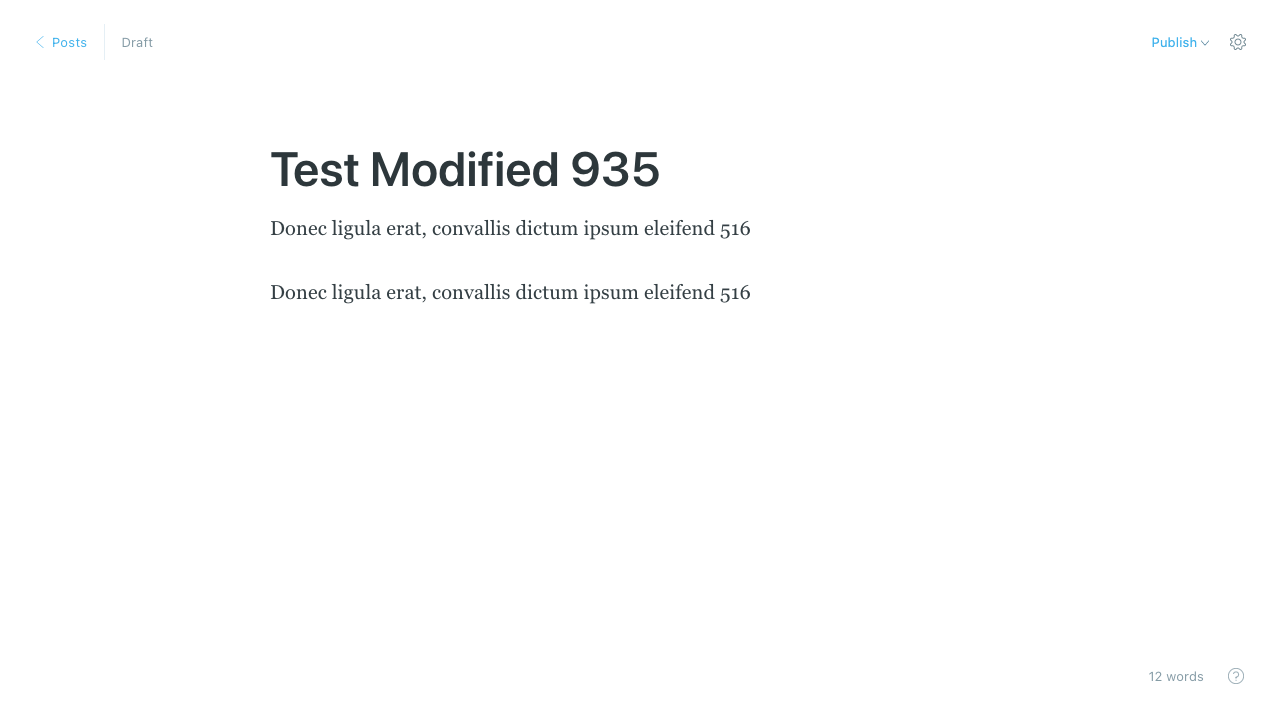 Posts
Draft
Publish
Test Modified 935
Donec ligula erat, convallis dictum ipsum eleifend 516
Donec ligula erat, convallis dictum ipsum eleifend 516
12 words
?